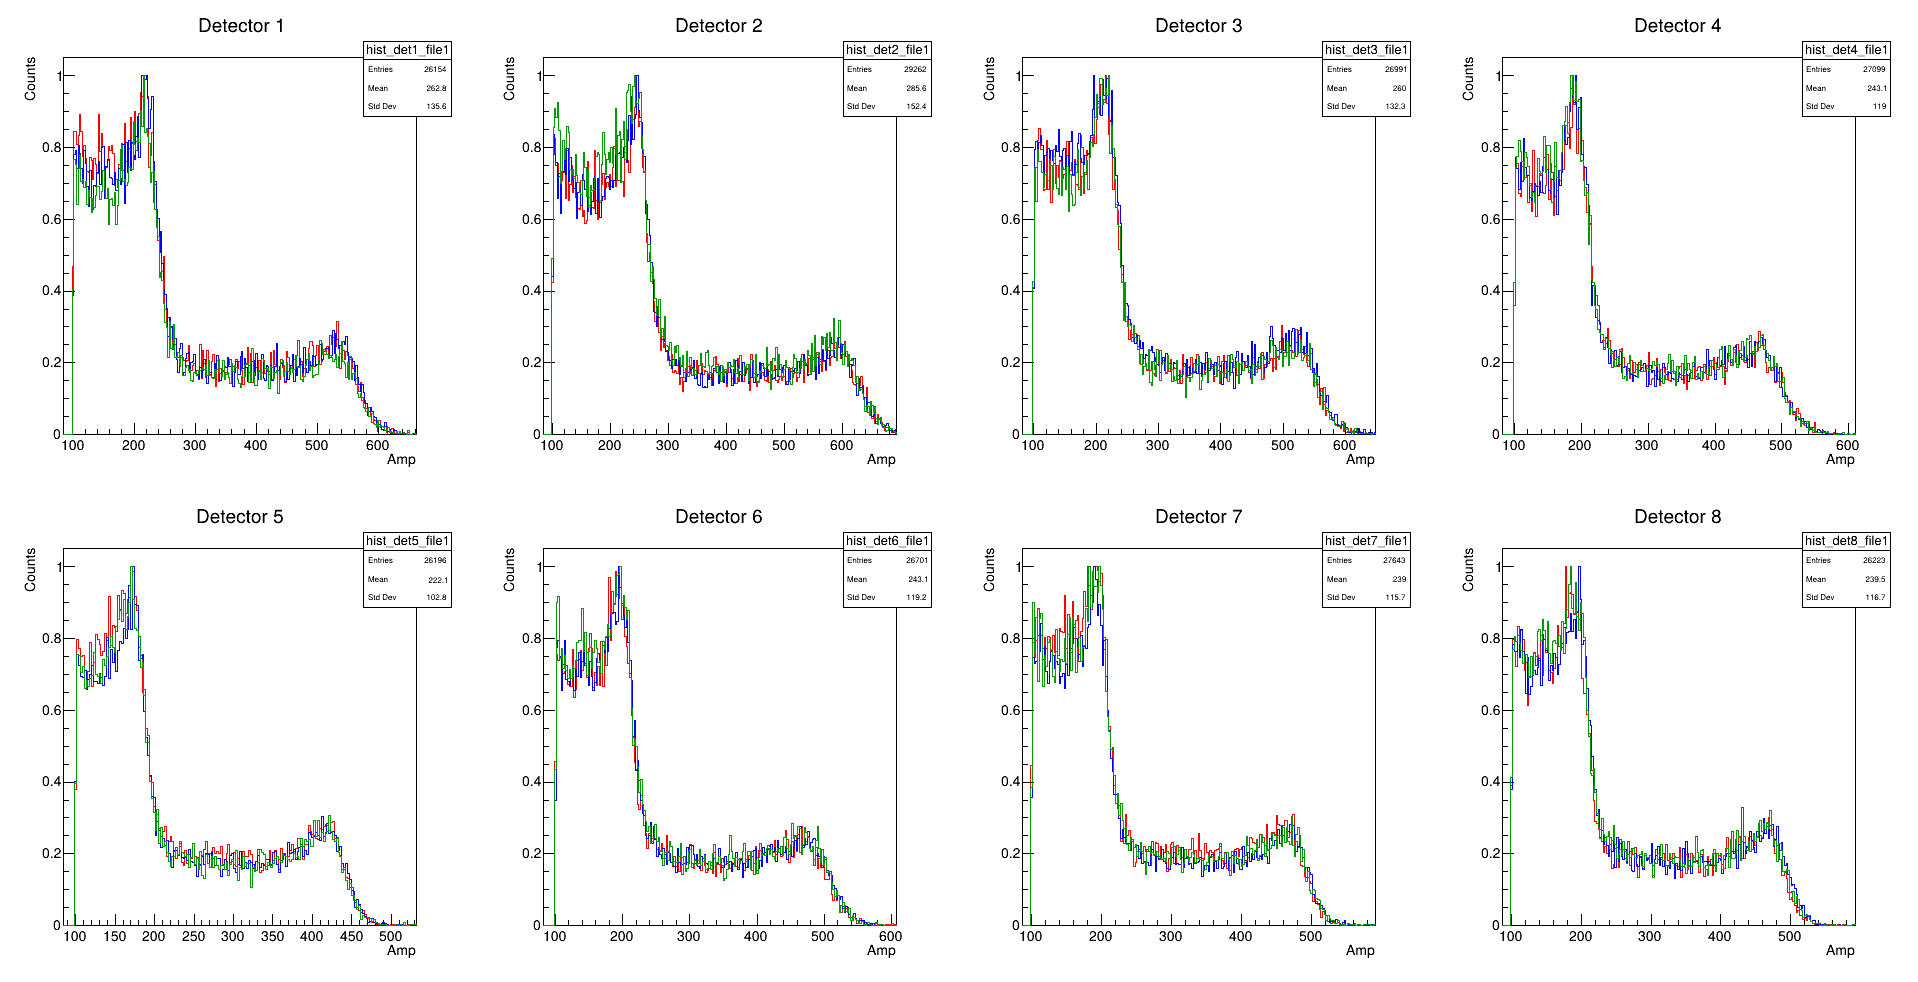 Detector 1
Counts
hist_det1_file1
Entries 26154
Mean 262.8
Std Dev 135.6
1
0.8
0.6
0.4
0.2
0
100 200 300 400 500 600
Amp
Detector 2
Counts
hist_det2_file1
Entries 29262
Mean 285.6
Std Dev 152.4
1
0.8
0.6
0.4
0.2
0
100 200 300 400 500 600
Amp
Detector 3
Counts
hist_det3_file1
Entries 26991
Mean 260
Std Dev 132.3
1
0.8
0.6
0.4
0.2
0
100 200 300 400 500 600
Amp
Detector 4
Counts
hist_det4_file1
Entries 27099
Mean 243.1
Std Dev 119
1
0.8
0.6
0.4
0.2
0
100 200 300 400 500 600
Amp
Detector 5
Counts
hist_det5_file1
Entries 26196
Mean 222.1
Std Dev 102.8
1
0.8
0.6
0.4
0.2
0
100 150 200 250 300 350 400 450 500
Amp
Detector 6
Counts
hist_det6_file1
Entries 26701
Mean 243.1
Std Dev 119.2
1
0.8
0.6
0.4
0.2
0
100 200 300 400 500 600
Amp
Detector 7
Counts
hist_det7_file1
Entries 27643
Mean 239
Std Dev 115.7
1
0.8
0.6
0.4
0.2
0
100 200 300 400 500
Amp
Detector 8
Counts
hist_det8_file1
Entries 26223
Mean 239.5
Std Dev 116.7
1
0.8
0.6
0.4
0.2
0
100 200 300 400 500
Amp